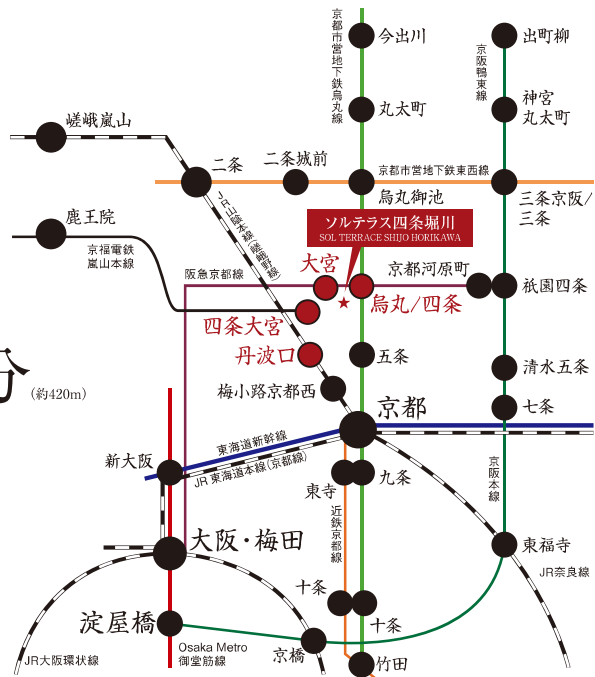 京都市営地下鉄烏丸線
今出川
京阪鴨東線
出町柳
丸太町
神宮
丸太町
嵯峨嵐山
二条
二条城前
京都市営地下鉄東西線
烏丸御池
三条京阪/
三条
鹿王院
京福電鉄
嵐山本線
JR山陰本線(嵯峨野線)
ソルテラス四条堀川
SOL TERRACE SHIJO HORIKAWA
阪急京都線
大宮
★
京都河原町
祇園四条
烏丸/四条
四条大宮
丹波口
五条
清水五条
(約420m)
梅小路京都西
京都
七条
東海道新幹線
JR東海道本線(京都線)
新大阪
東寺
九条
京阪本線
近鉄京都線
大阪・梅田
東福寺
JR奈良線
十条
十条
淀屋橋
Osaka Metro
御堂筋線
京橋
竹田
JR大阪環状線